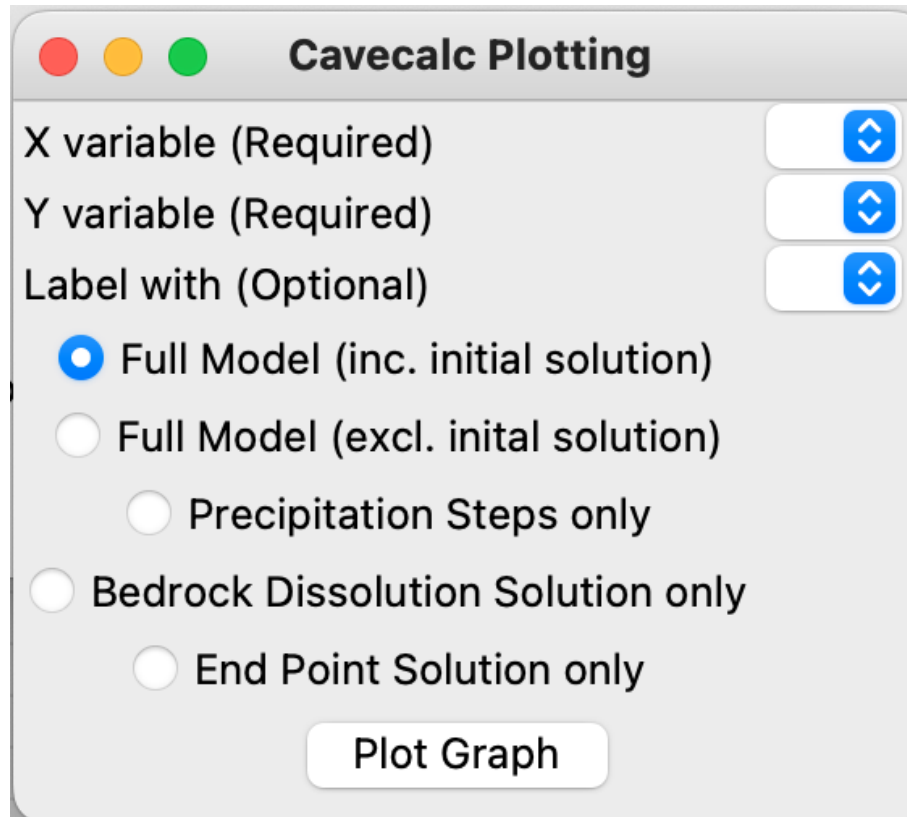 Cavecalc Plotting
X variable (Required)
Y variable (Required)
Label with (Optional)
Full Model (inc. initial solution)
Full Model (excl. inital solution)
Precipitation Steps only
Bedrock Dissolution Solution only
End Point Solution only
Plot Graph